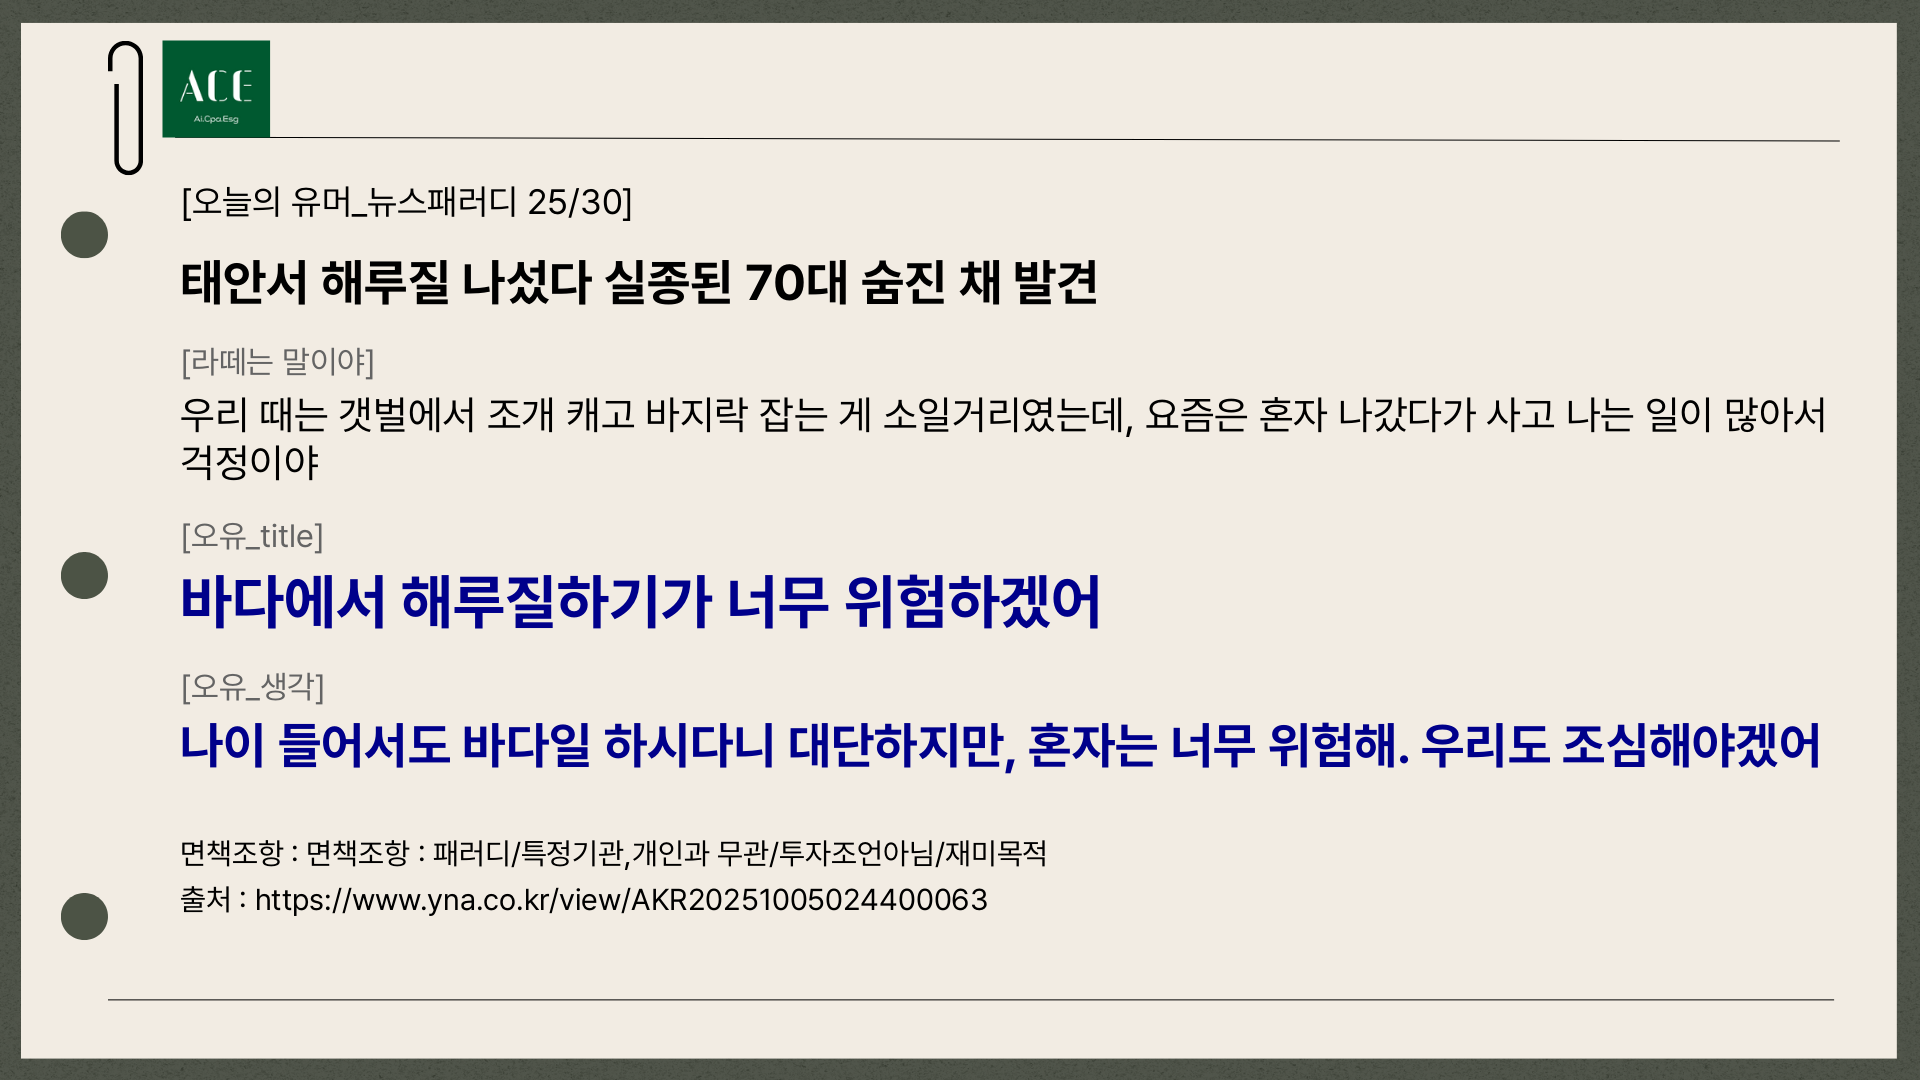 ACE
Ai.Cpa.Esg
[오늘의 유머_뉴스패러디 25/30]
태안서 해루질 나섰다 실종된 70대 숨진 채 발견
[라떼는 말이야]
우리 때는 갯벌에서 조개 캐고 바지락 잡는 게 소일거리였는데, 요즘은 혼자 나갔다가 사고 나는 일이 많아서
걱정이야
[오유_title]
바다에서 해루질하기가 너무 위험하겠어
[오유_생각]
나이 들어서도 바다일 하시다니 대단하지만, 혼자는 너무 위험해. 우리도 조심해야겠어
면책조항 : 면책조항 : 패러디/특정기관,개인과 무관/투자조언아님/재미목적
출처 : https://www.yna.co.kr/view/AKR20251005024400063